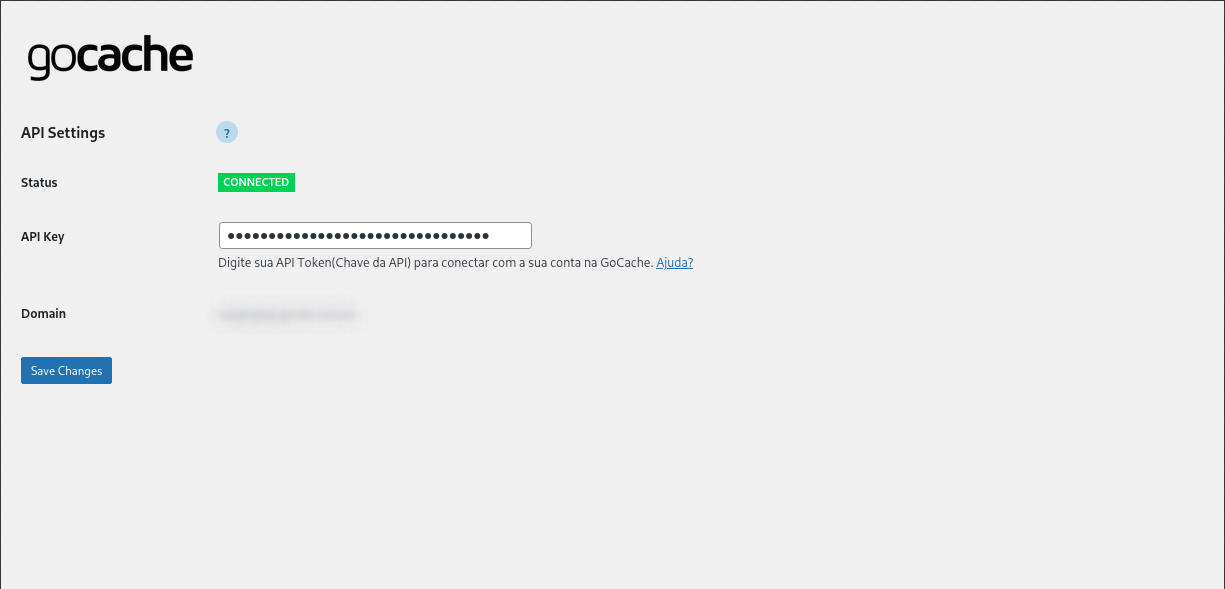 gocache
API Settings ?
Status CONNECTED
API Key ••••••••••••••••••••••••••••••••
Digite sua API Token(Chave da API) para conectar com a sua conta na GoCache. Ajuda?
Domain
Save Changes